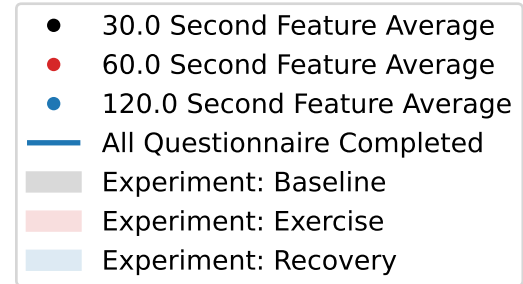 30.0 Second Feature Average
60.0 Second Feature Average
120.0 Second Feature Average
All Questionnaire Completed
Experiment: Baseline
Experiment: Exercise
Experiment: Recovery